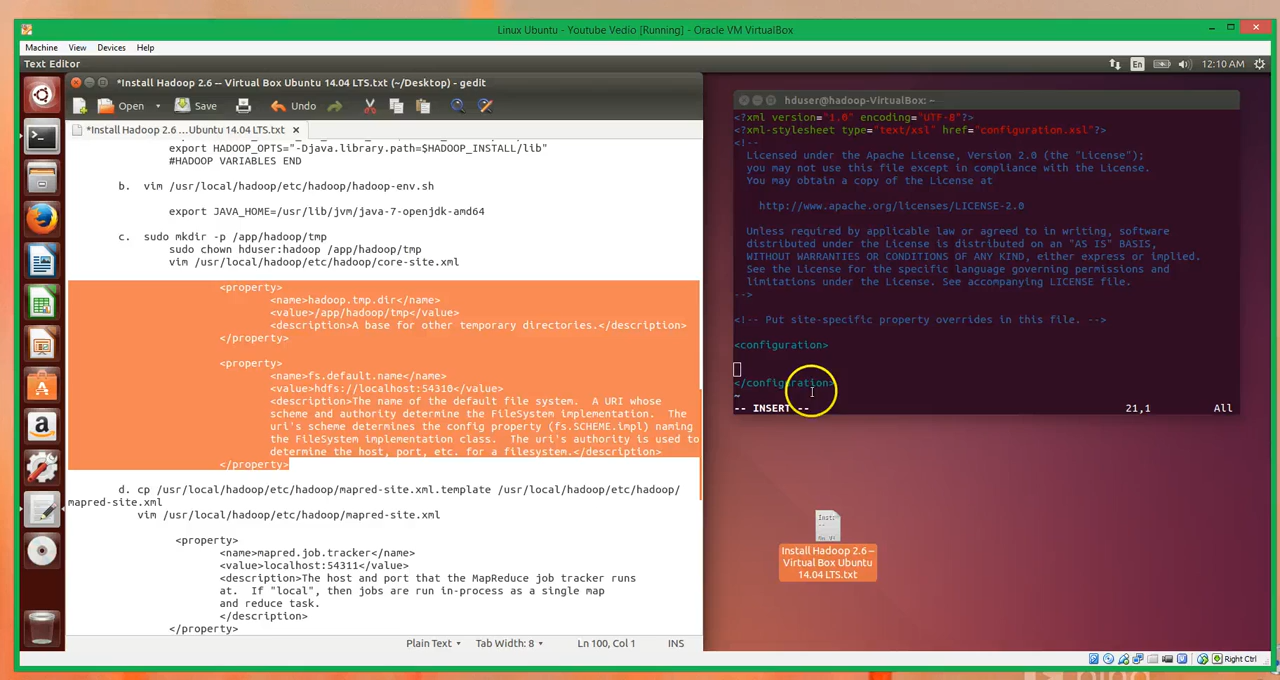 Linux Ubuntu - Youtube Vedio [Running] - Oracle VM VirtualBox
Machine View Devices Help
Text Editor
En
12:10 AM
*Install Hadoop 2.6 -- Virtual Box Ubuntu 14.04 LTS.txt (~/Desktop) - gedit
Open Save Undo
*Install Hadoop 2.6 ...Ubuntu 14.04 LTS.txt ×
export HADOOP_OPTS="-Djava.library.path=$HADOOP_INSTALL/lib"
#HADOOP VARIABLES END
b. vim /usr/local/hadoop/etc/hadoop/hadoop-env.sh
export JAVA_HOME=/usr/lib/jvm/java-7-openjdk-amd64
c. sudo mkdir -p /app/hadoop/tmp
sudo chown hduser:hadoop /app/hadoop/tmp
vim /usr/local/hadoop/etc/hadoop/core-site.xml
<property>
<name>hadoop.tmp.dir</name>
<value>/app/hadoop/tmp</value>
<description>A base for other temporary directories.</description>
</property>
<property>
<name>fs.default.name</name>
<value>hdfs://localhost:54310</value>
<description>The name of the default file system. A URI whose
scheme and authority determine the FileSystem implementation. The
uri's scheme determines the config property (fs.SCHEME.impl) naming
the FileSystem implementation class. The uri's authority is used to
determine the host, port, etc. for a filesystem.</description>
</property>
d. cp /usr/local/hadoop/etc/hadoop/mapred-site.xml.template /usr/local/hadoop/etc/hadoop/
mapred-site.xml
vim /usr/local/hadoop/etc/hadoop/mapred-site.xml
<property>
<name>mapred.job.tracker</name>
<value>localhost:54311</value>
<description>The host and port that the MapReduce job tracker runs
at. If "local", then jobs are run in-process as a single map
and reduce task.
</description>
</property>
Plain Text Tab Width: 8 Ln 100, Col 1 INS
hduser@hadoop-VirtualBox: ~
<?xml version="1.0" encoding="UTF-8"?>
<?xml-stylesheet type="text/xsl" href="configuration.xsl"?>
<!--
Licensed under the Apache License, Version 2.0 (the "License");
you may not use this file except in compliance with the License.
You may obtain a copy of the License at
http://www.apache.org/licenses/LICENSE-2.0
Unless required by applicable law or agreed to in writing, software
distributed under the License is distributed on an "AS IS" BASIS,
WITHOUT WARRANTIES OR CONDITIONS OF ANY KIND, either express or implied.
See the License for the specific language governing permissions and
limitations under the License. See accompanying LICENSE file.
-->
<!-- Put site-specific property overrides in this file. -->
<configuration>
</configuration>
~
-- INSERT -- 21,1 All
Install Hadoop 2.6 –
Virtual Box Ubuntu
14.04 LTS.txt
Right Ctrl